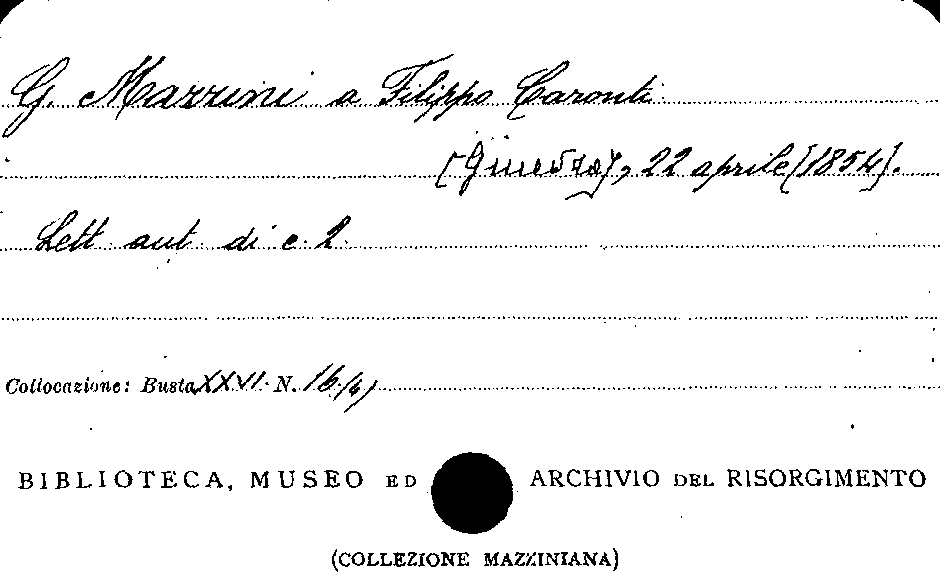 G. Mazzini a Filippo Caronti
[Ginevra], 22 aprile [1854].
Lett. aut. di c. 2.
Collocazione: Busta XXVI. N. 16/4)
BIBLIOTECA, MUSEO ED ARCHIVIO DEL RISORGIMENTO
(COLLEZIONE MAZZINIANA)